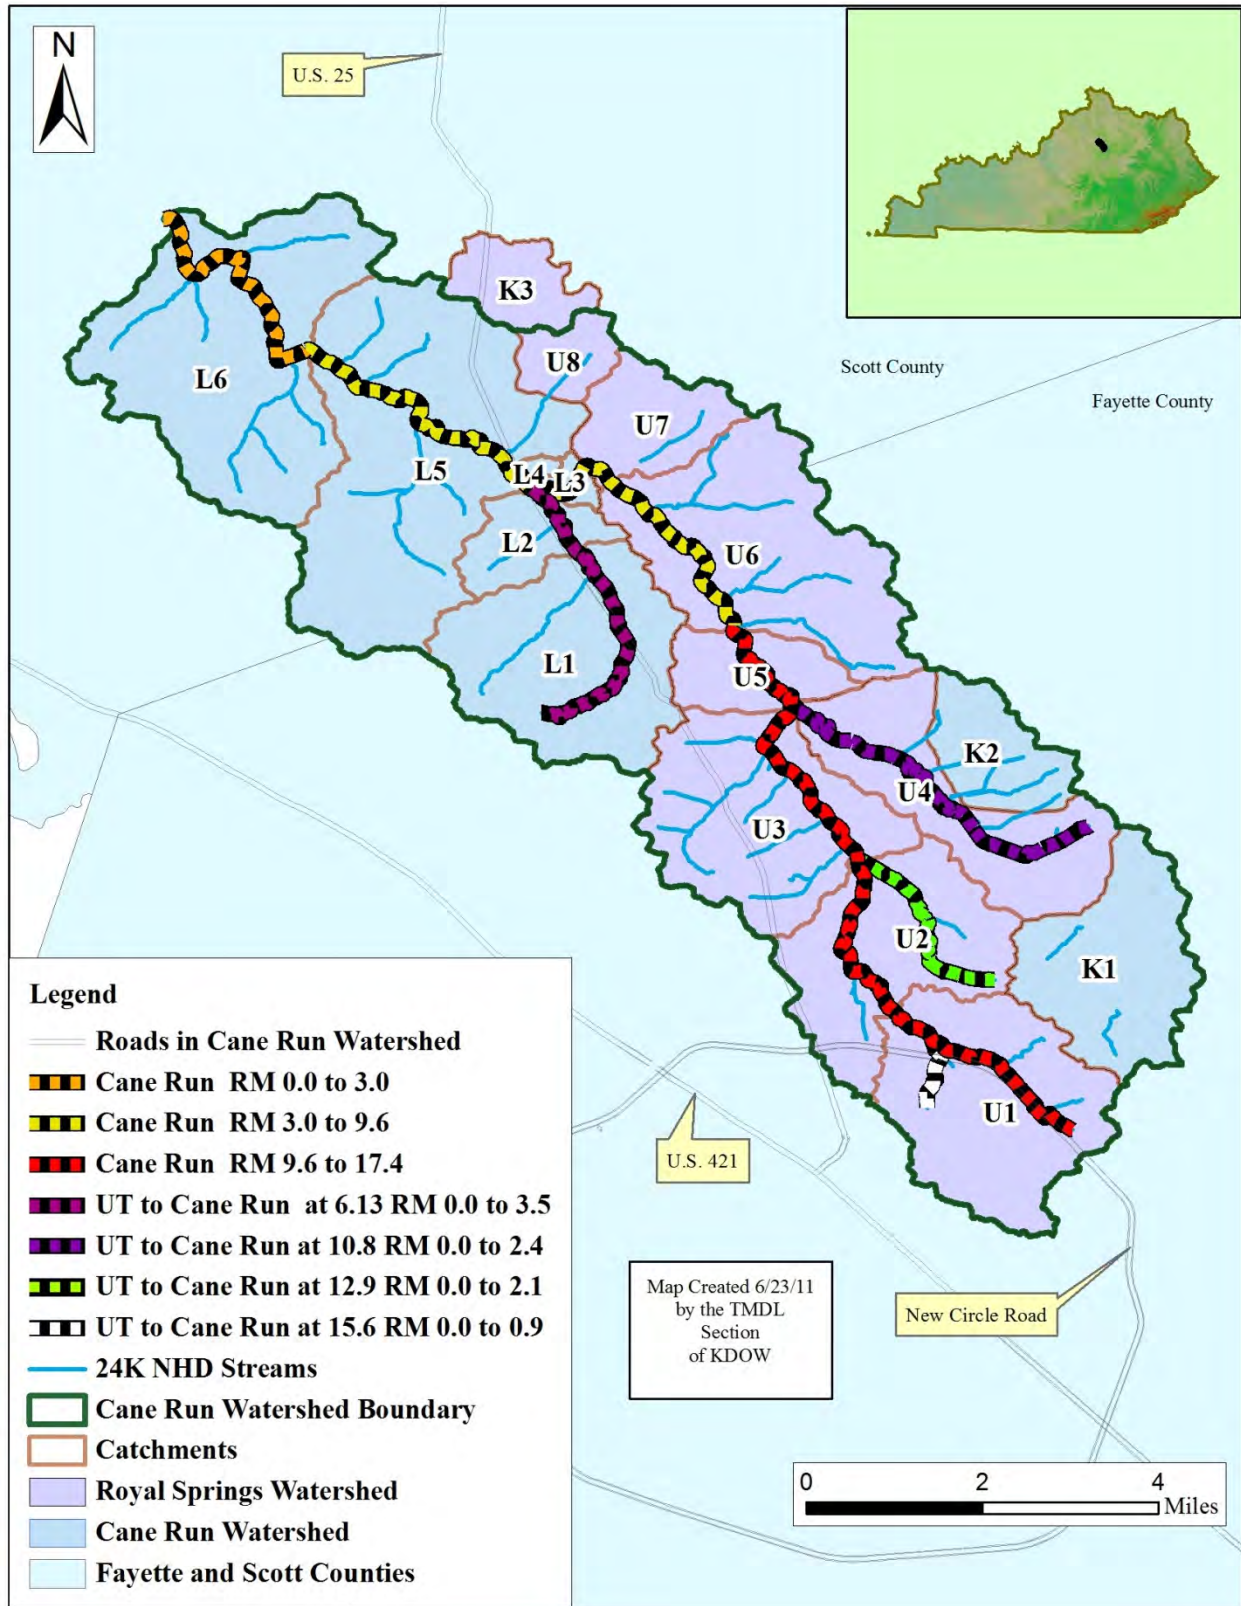 N
U.S. 25
K3
Scott County
Fayette County
U8
L6
U7
L5
L4
L3
L2
U6
L1
U5
K2
U4
U3
U2
K1
U1
U.S. 421
New Circle Road
Map Created 6/23/11
by the TMDL
Section
of KDOW
Legend
Roads in Cane Run Watershed
Cane Run RM 0.0 to 3.0
Cane Run RM 3.0 to 9.6
Cane Run RM 9.6 to 17.4
UT to Cane Run at 6.13 RM 0.0 to 3.5
UT to Cane Run at 10.8 RM 0.0 to 2.4
UT to Cane Run at 12.9 RM 0.0 to 2.1
UT to Cane Run at 15.6 RM 0.0 to 0.9
24K NHD Streams
Cane Run Watershed Boundary
Catchments
Royal Springs Watershed
Cane Run Watershed
Fayette and Scott Counties
0 2 4
Miles